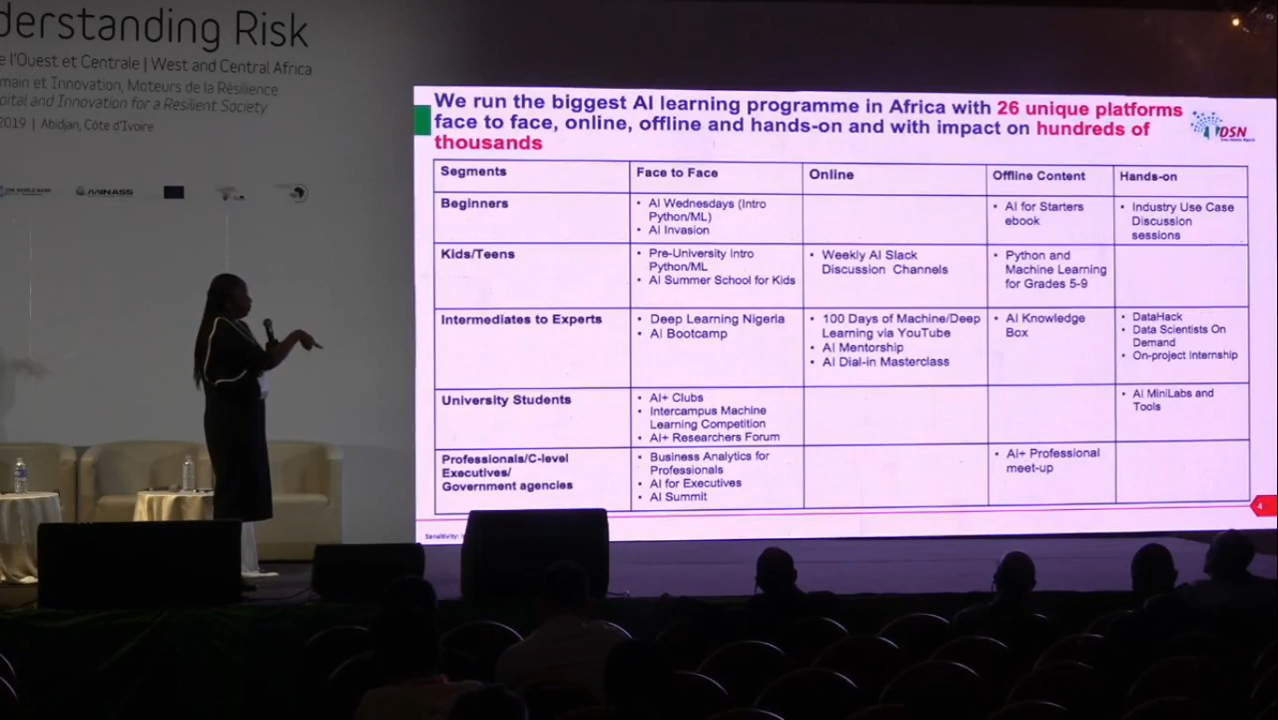 derstanding Risk
e l'Ouest et Centrale | West and Central Africa
main et Innovation, Moteurs de la Résilience
pital and Innovation for a Resilient Society
2019 | Abidjan, Côte d'Ivoire
THE WORLD BANK
AMINASS
We run the biggest AI learning programme in Africa with 26 unique platforms
face to face, online, offline and hands-on and with impact on hundreds of
thousands
DSN
Segments
Face to Face
Online
Offline Content
Hands-on
Beginners
• AI Wednesdays (Intro
Python/ML)
• AI Invasion
• AI for Starters
ebook
• Industry Use Case
Discussion
sessions
Kids/Teens
• Pre-University Intro
Python/ML
• AI Summer School for Kids
• Weekly AI Slack
Discussion Channels
• Python and
Machine Learning
for Grades 5-9
Intermediates to Experts
• Deep Learning Nigeria
• AI Bootcamp
• 100 Days of Machine/Deep
Learning via YouTube
• AI Mentorship
• AI Dial-in Masterclass
• AI Knowledge
Box
• DataHack
• Data Scientists On
Demand
• On-project Internship
University Students
• AI+ Clubs
• Intercampus Machine
Learning Competition
• AI+ Researchers Forum
• AI MiniLabs and
Tools
Professionals/C-level
Executives/
Government agencies
• Business Analytics for
Professionals
• AI for Executives
• AI Summit
• AI+ Professional
meet-up
4
Sensitivity: